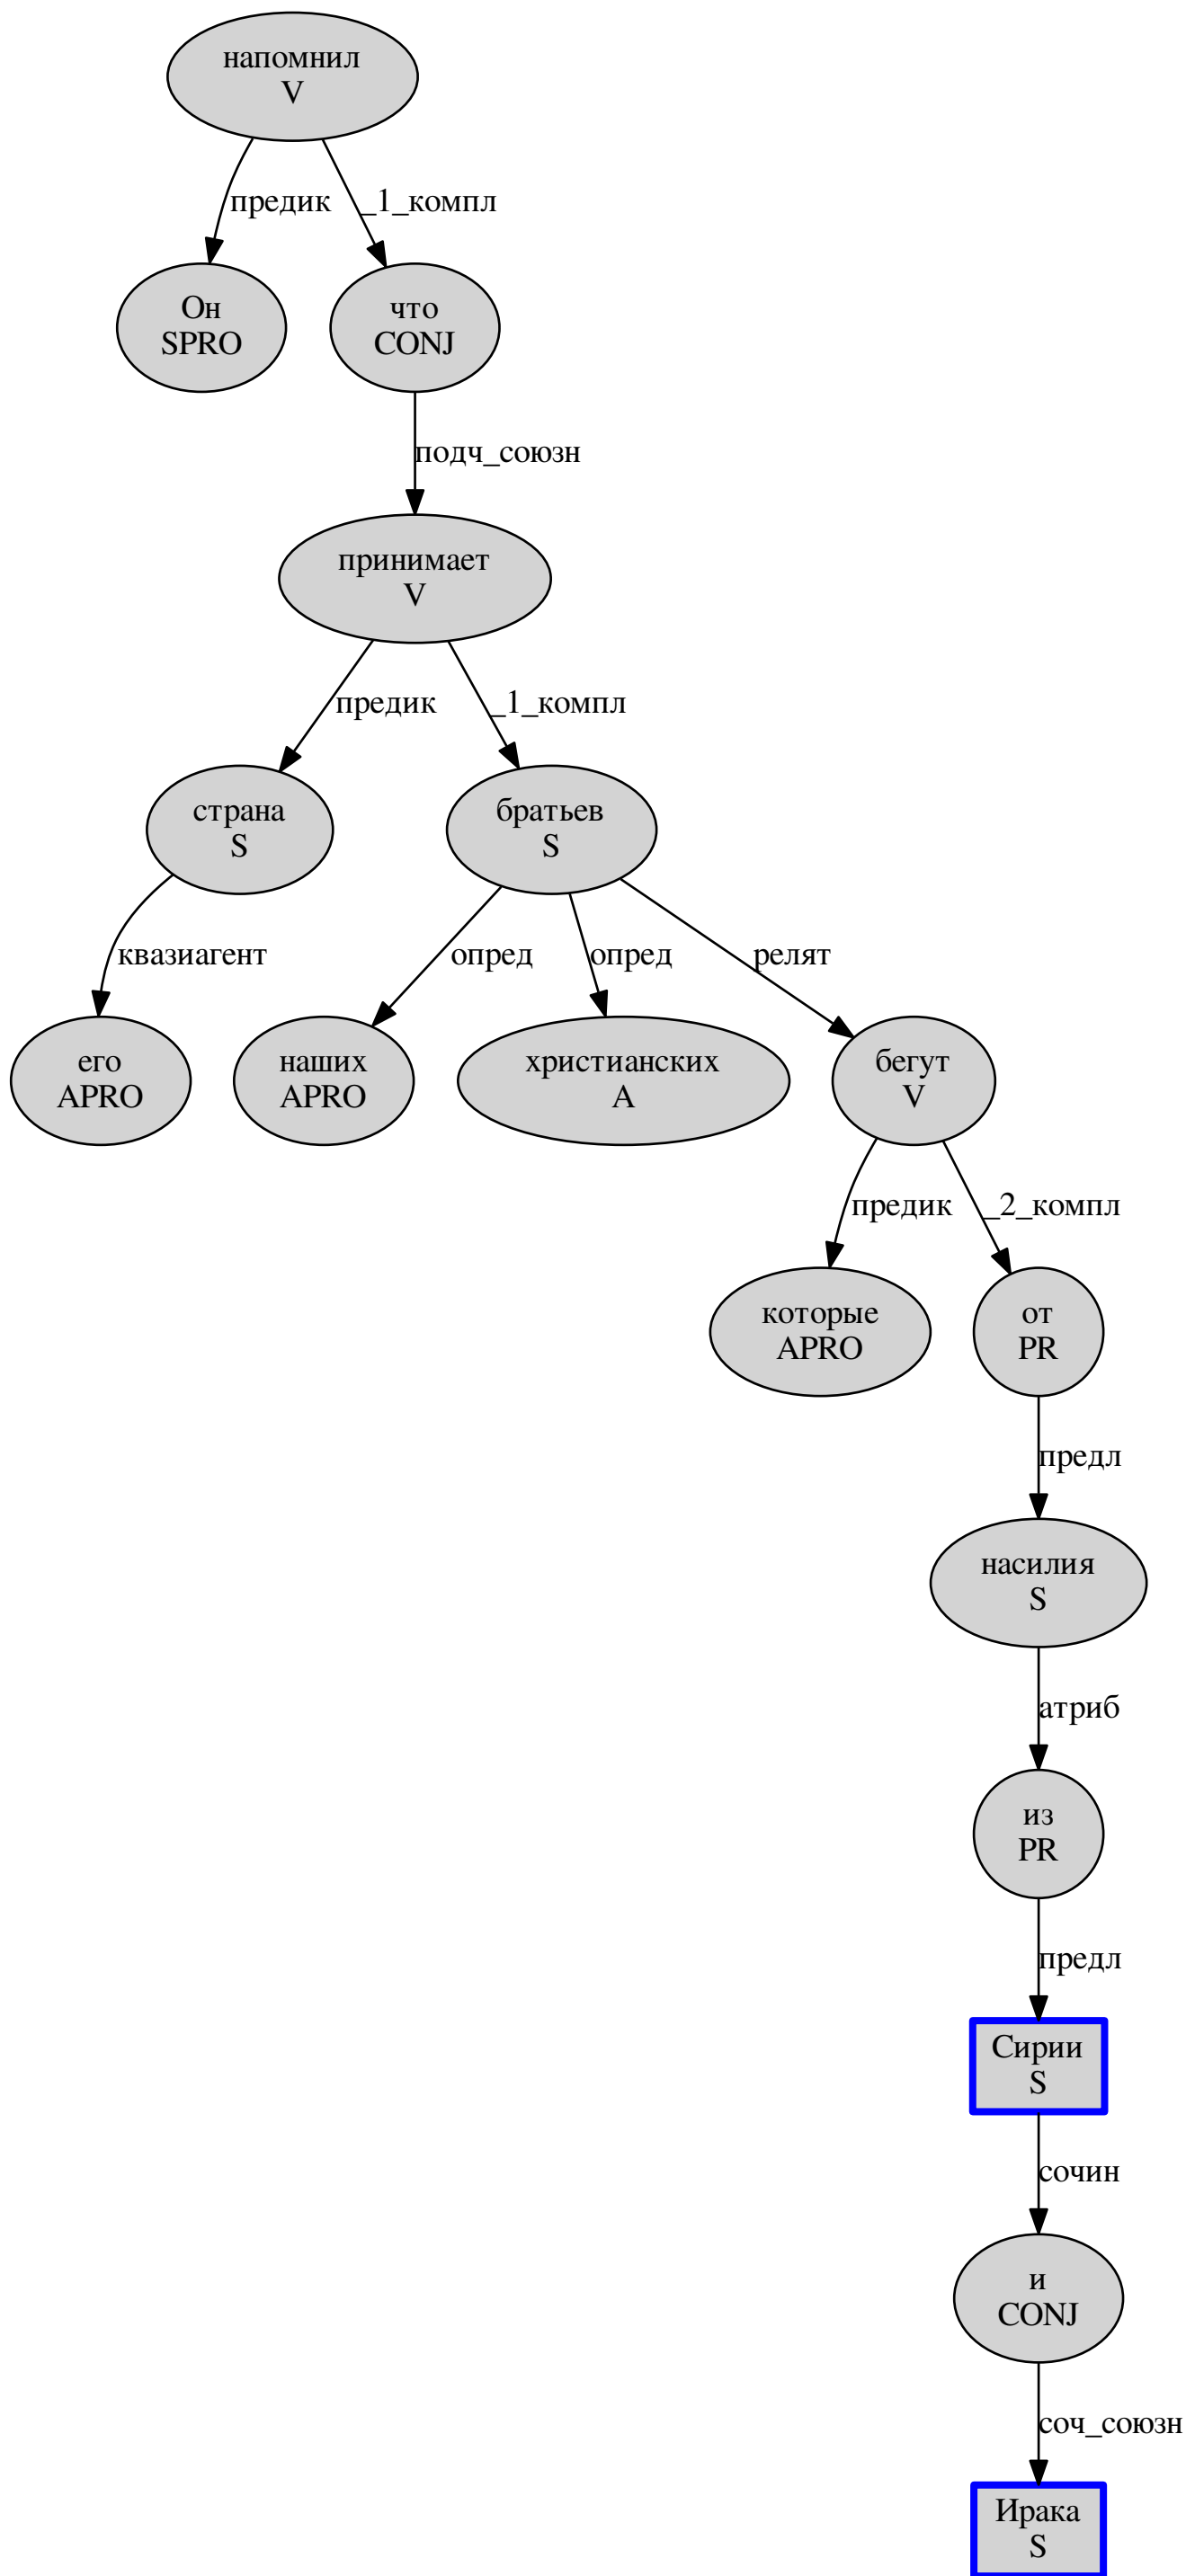 напомнил
V
предик
_1_компл
Он
SPRO
что
CONJ
подч_союзн
принимает
V
предик
_1_компл
страна
S
братьев
S
квазиагент
опред
опред
релят
его
APRO
наших
APRO
христианских
A
бегут
V
предик
_2_компл
которые
APRO
от
PR
предл
насилия
S
атриб
из
PR
предл
Сирии
S
сочин
и
CONJ
соч_союзн
Ирака
S